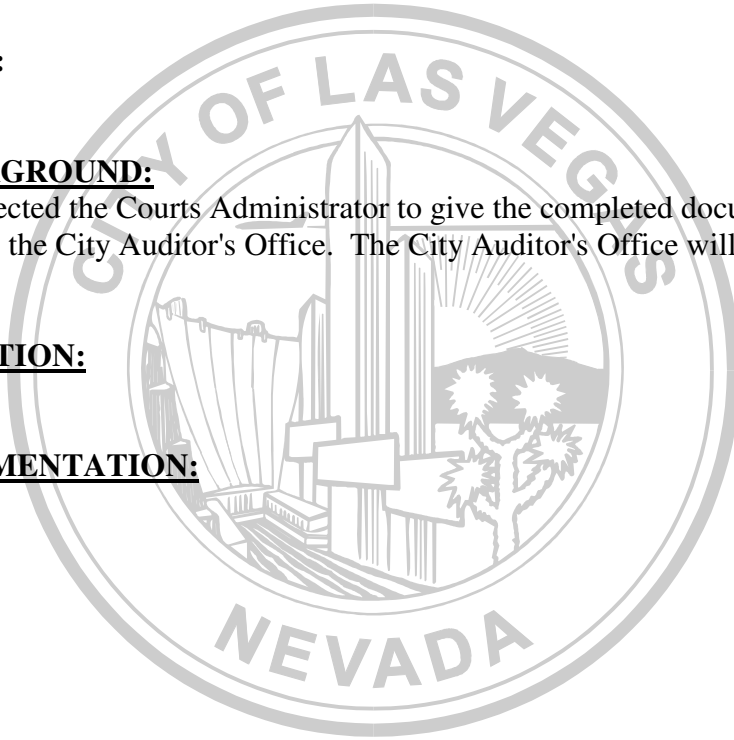 :
GROUND:
ected the Courts Administrator to give the completed docu
the City Auditor's Office. The City Auditor's Office will
TION:
MENTATION:
CITY OF LAS VEGAS
NEVADA